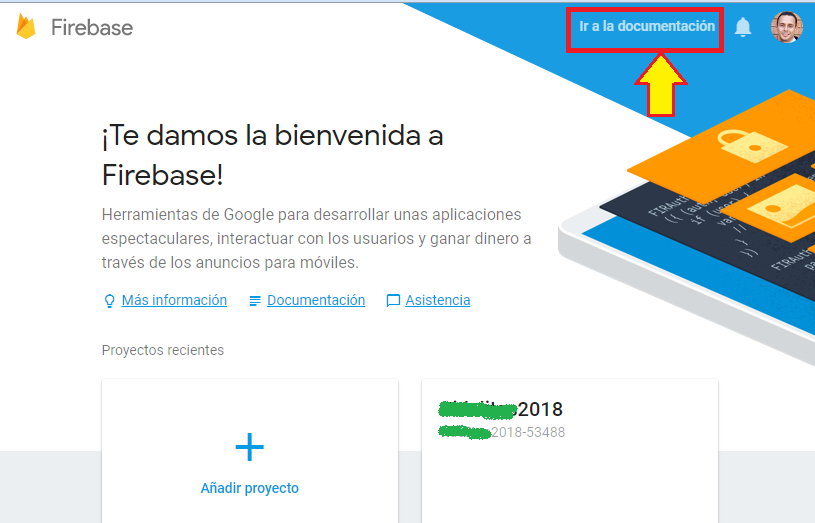 Firebase
Ir a la documentación
¡Te damos la bienvenida a
Firebase!
Herramientas de Google para desarrollar unas aplicaciones
espectaculares, interactuar con los usuarios y ganar dinero a
través de los anuncios para móviles.
Más información
Documentación
Asistencia
Proyectos recientes
2018
2018-53488
Añadir proyecto